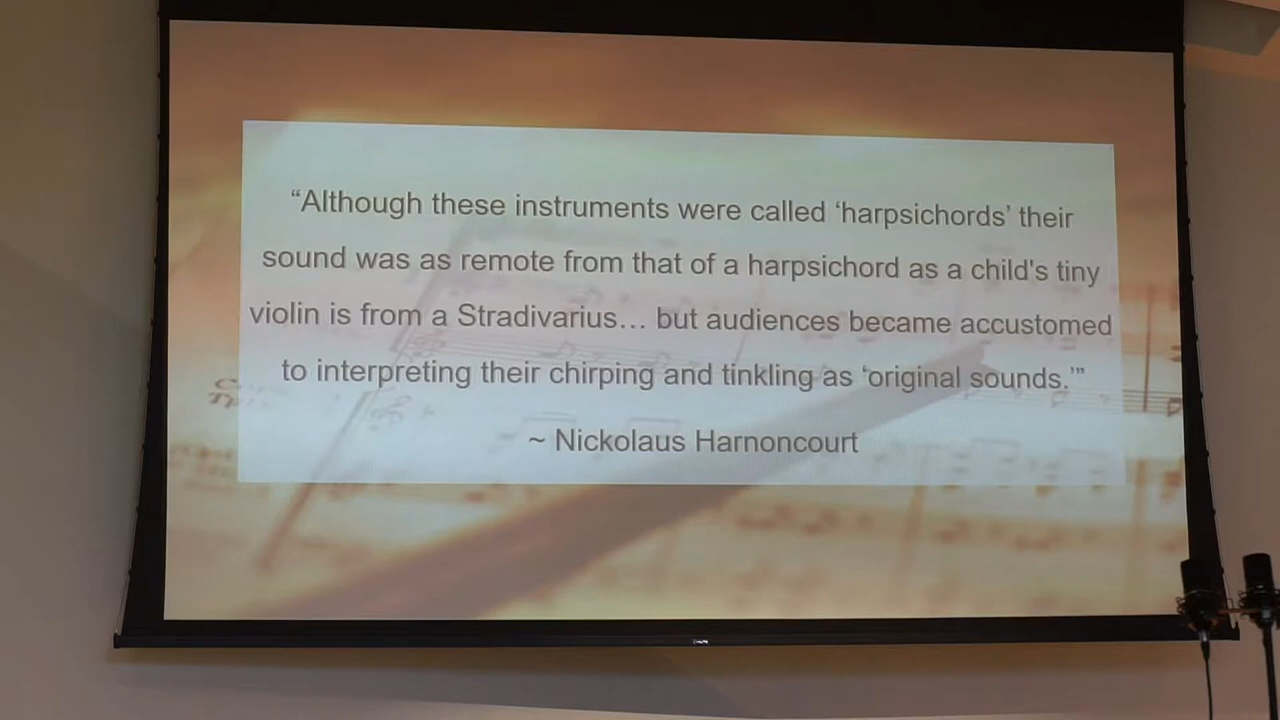 “Although these instruments were called ‘harpsichords’ their
sound was as remote from that of a harpsichord as a child's tiny
violin is from a Stradivarius… but audiences became accustomed
to interpreting their chirping and tinkling as ‘original sounds.’”
~ Nickolaus Harnoncourt